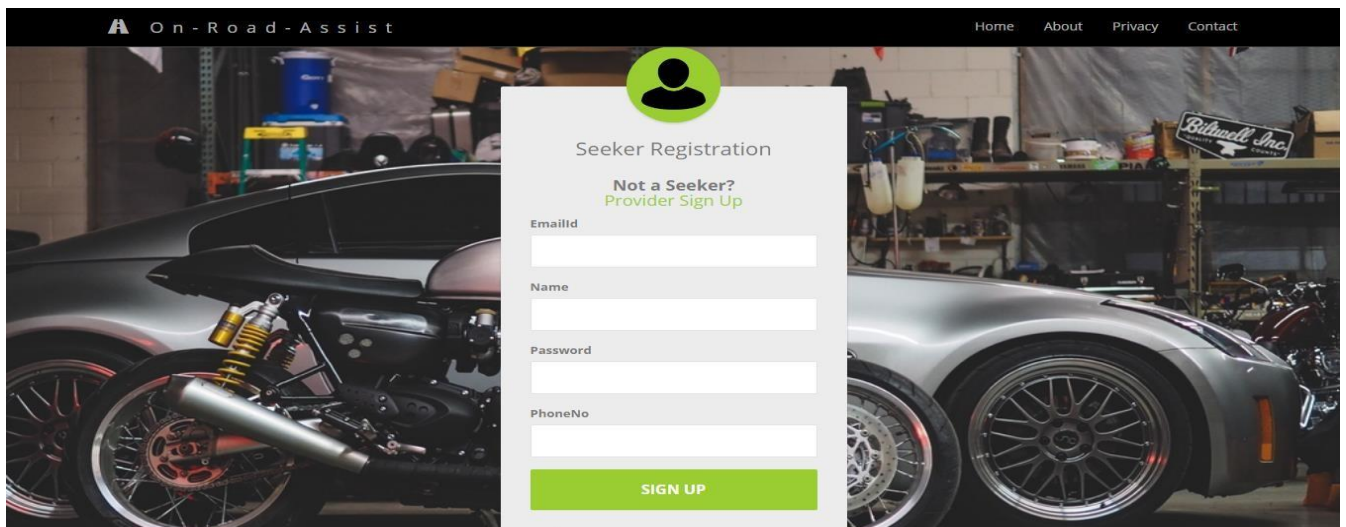 On-Road-Assist
Home About Privacy Contact
Seeker Registration
Not a Seeker?
Provider Sign Up
EmailId
Name
Password
PhoneNo
SIGN UP
Biltwell Inc.
PIAA